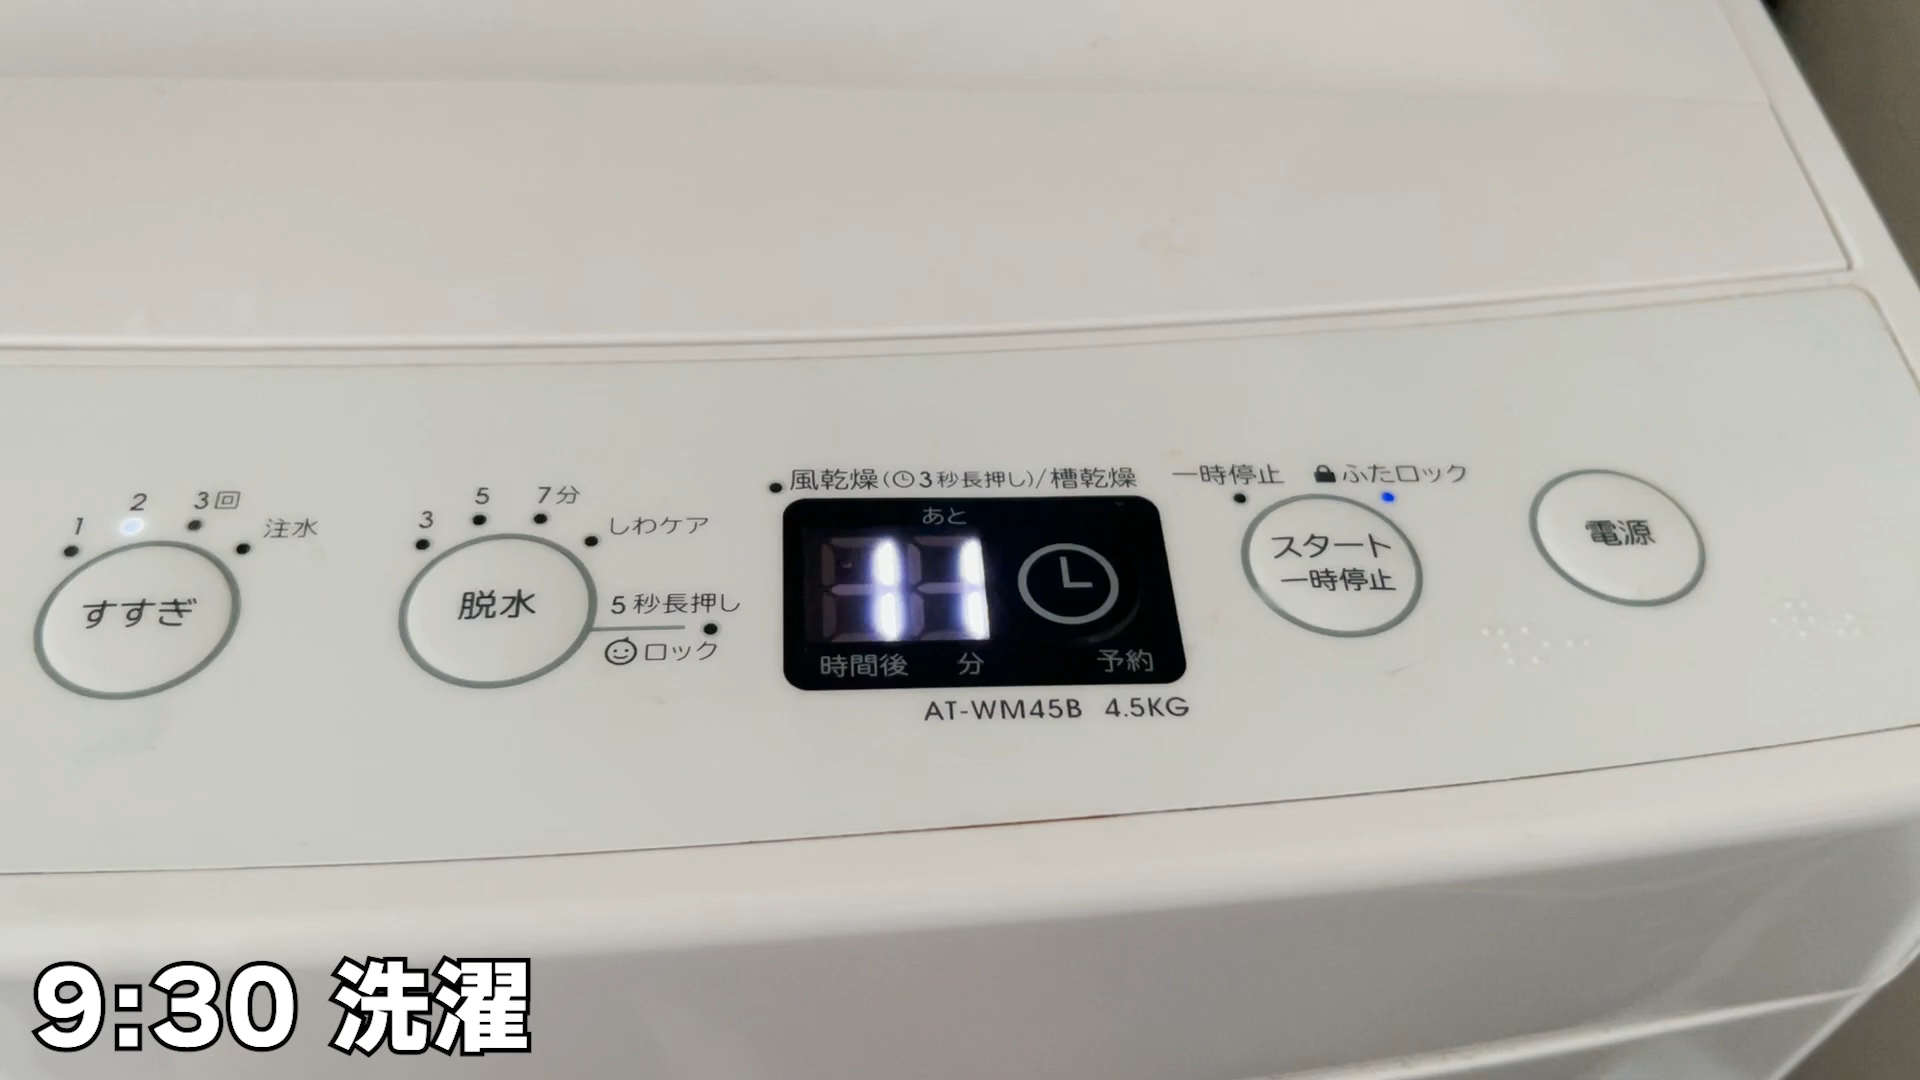 1
2
3回
注水
すすぎ
3
5
7分
しわケア
脱水
5秒長押し
ロック
風乾燥(3秒長押し)/槽乾燥
あと
11
時間後 分 予約
AT-WM45B 4.5KG
一時停止 ふたロック
スタート
一時停止
電源
9:30 洗濯